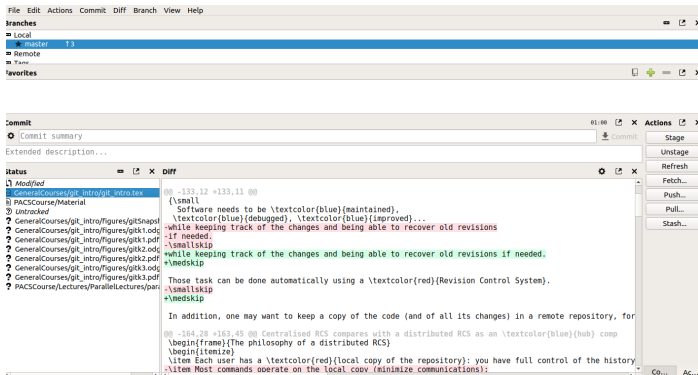 File Edit Actions Commit Diff Branch View Help
Branches
Local
master ↑3
Remote
Tags
Favorites
Commit 01:00
Commit summary Commit
Extended description...
Actions
Stage
Unstage
Refresh
Fetch...
Push...
Pull...
Stash...
Status
Modified
GeneralCourses/git_intro/git_intro.tex
PACSCourse/Material
Untracked
GeneralCourses/git_intro/figures/gitSnaps
GeneralCourses/git_intro/figures/gitk1.odg
GeneralCourses/git_intro/figures/gitk1.pdf
GeneralCourses/git_intro/figures/gitk2.odg
GeneralCourses/git_intro/figures/gitk2.pdf
GeneralCourses/git_intro/figures/gitk3.odg
GeneralCourses/git_intro/figures/gitk3.pdf
PACSCourse/Lectures/ParallelLectures/par
Diff
@@ -133,12 +133,11 @@
{\small
Software needs to be \textcolor{blue}{maintained},
\textcolor{blue}{debugged}, \textcolor{blue}{improved}...
-while keeping track of the changes and being able to recover old revisions
-if needed.
-\smallskip
+while keeping track of the changes and being able to recover old revisions if needed.
+\medskip
Those task can be done automatically using a \textcolor{red}{Revision Control System}.
-\smallskip
+\medskip
In addition, one may want to keep a copy of the code (and of all its changes) in a remote repository, for
@@ -164,28 +163,45 @@ Centralised RCS compares with a distributed RCS as an \textcolor{blue}{hub} comp
\begin{frame}{The philosophy of a distributed RCS}
\begin{itemize}
\item Each user has a \textcolor{red}{local copy of the repository}: you have full control of the history
-\item Most commands operate on the local copy (minimize communications);
Co... Ac...